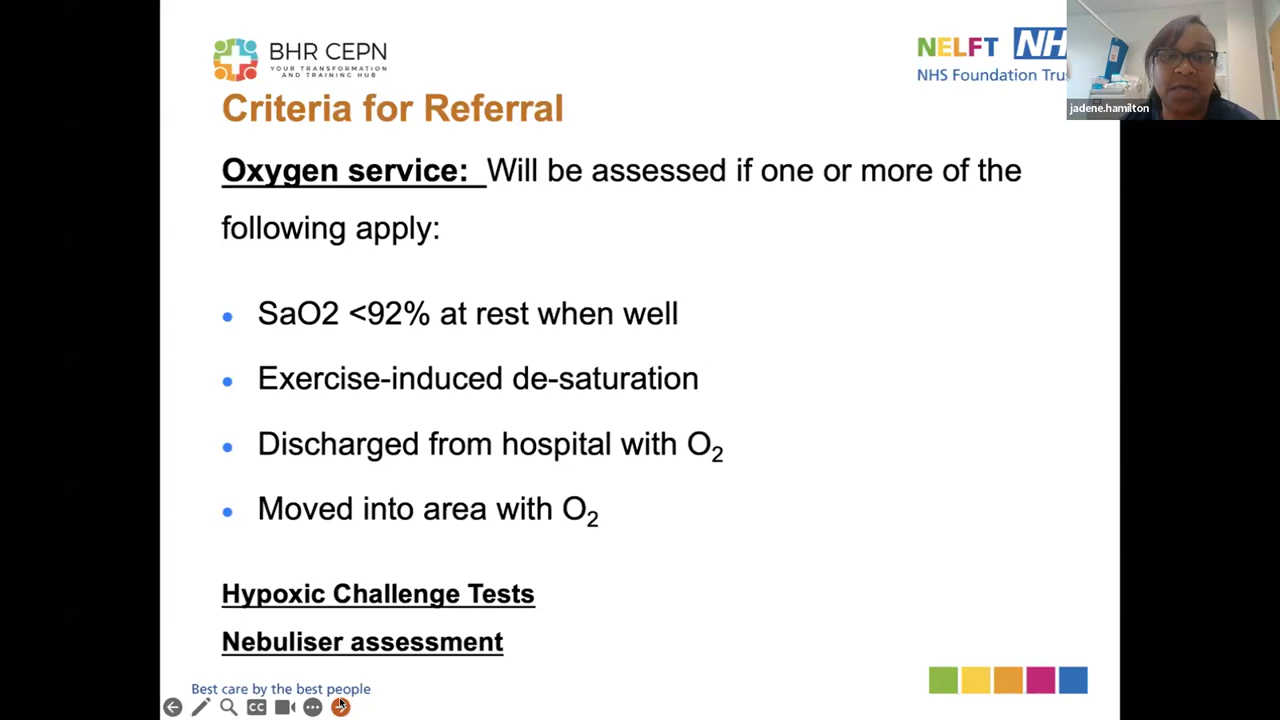 BHR CEPN
YOUR TRANSFORMATION
AND TRAINING HUB
NELFT NH
NHS Foundation Tru
jadene.hamilton
Criteria for Referral
Oxygen service: Will be assessed if one or more of the
following apply:
• SaO2 <92% at rest when well
• Exercise-induced de-saturation
• Discharged from hospital with O₂
• Moved into area with O₂
Hypoxic Challenge Tests
Nebuliser assessment
Best care by the best people
CC